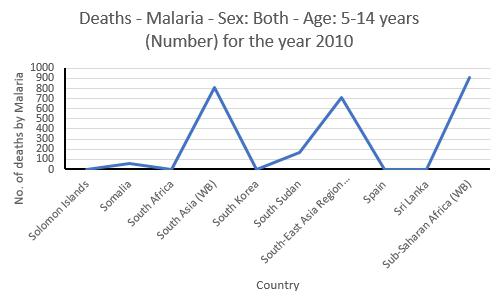 Deaths - Malaria - Sex: Both - Age: 5-14 years
(Number) for the year 2010
No. of deaths by Malaria
1000
900
800
700
600
500
400
300
200
100
0
Solomon Islands
Somalia
South Africa
South Asia (WB)
South Korea
South Sudan
South-East Asia Region...
Spain
Sri Lanka
Sub-Saharan Africa (WB)
Country